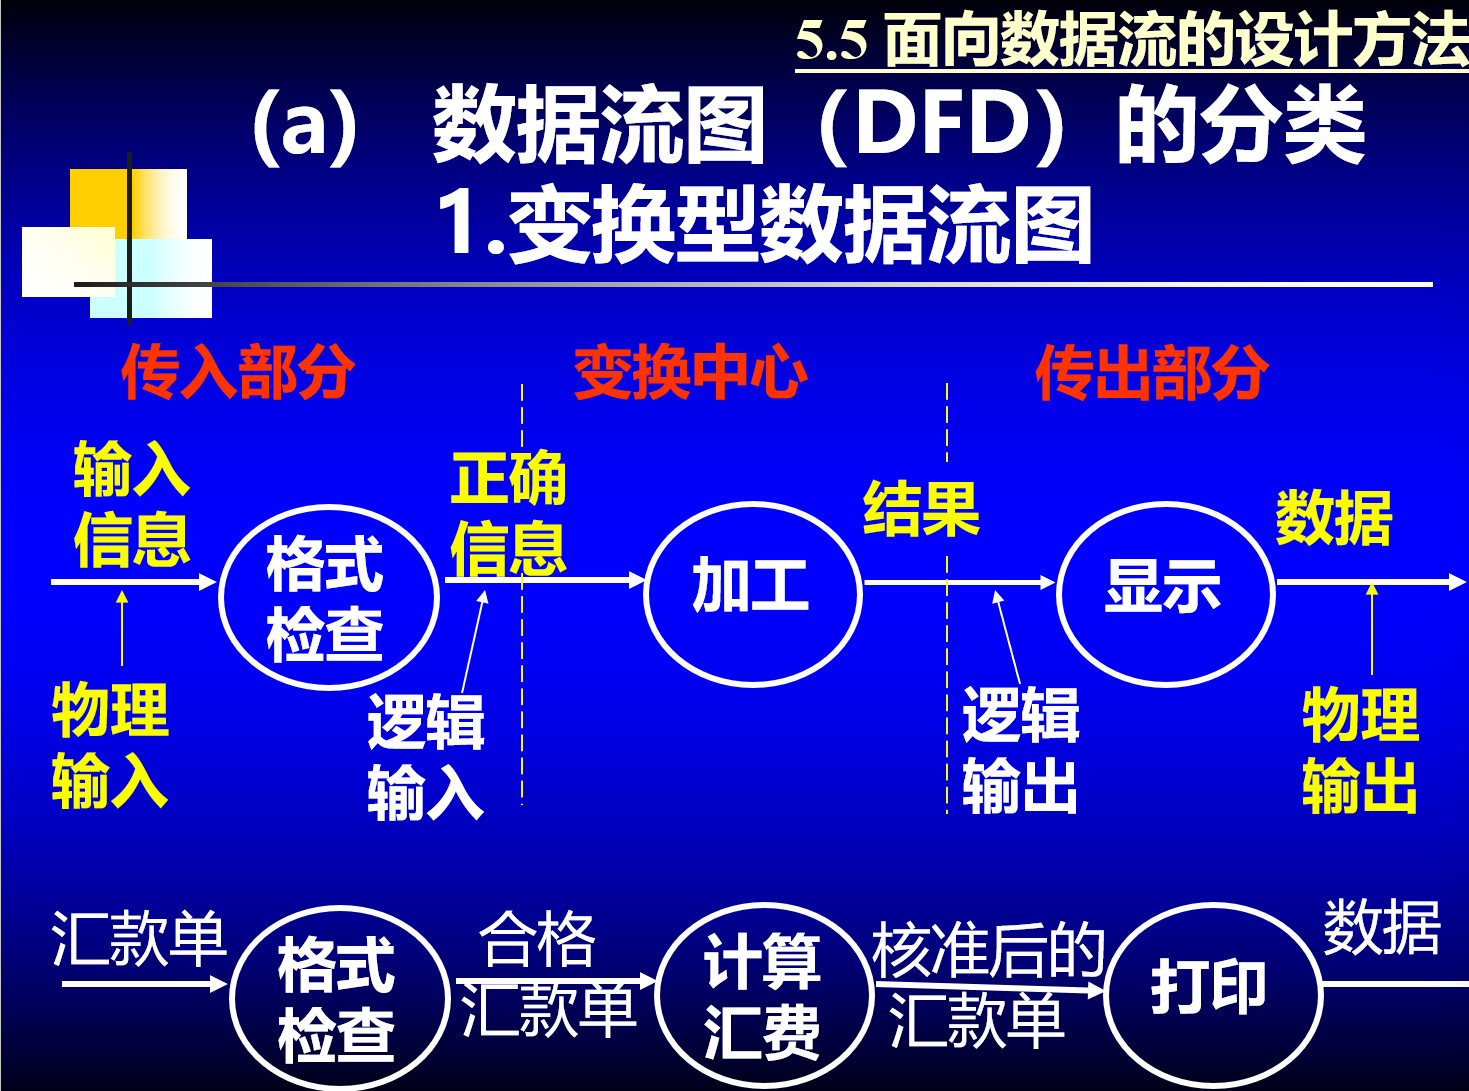 5.5 面向数据流的设计方法
(a) 数据流图（DFD）的分类
1.变换型数据流图
传入部分
变换中心
传出部分
输入
信息
格式
检查
正确
信息
加工
结果
显示
数据
物理
输入
逻辑
输入
逻辑
输出
物理
输出
汇款单
格式
检查
合格
汇款单
计算
汇费
核准后的
汇款单
打印
数据